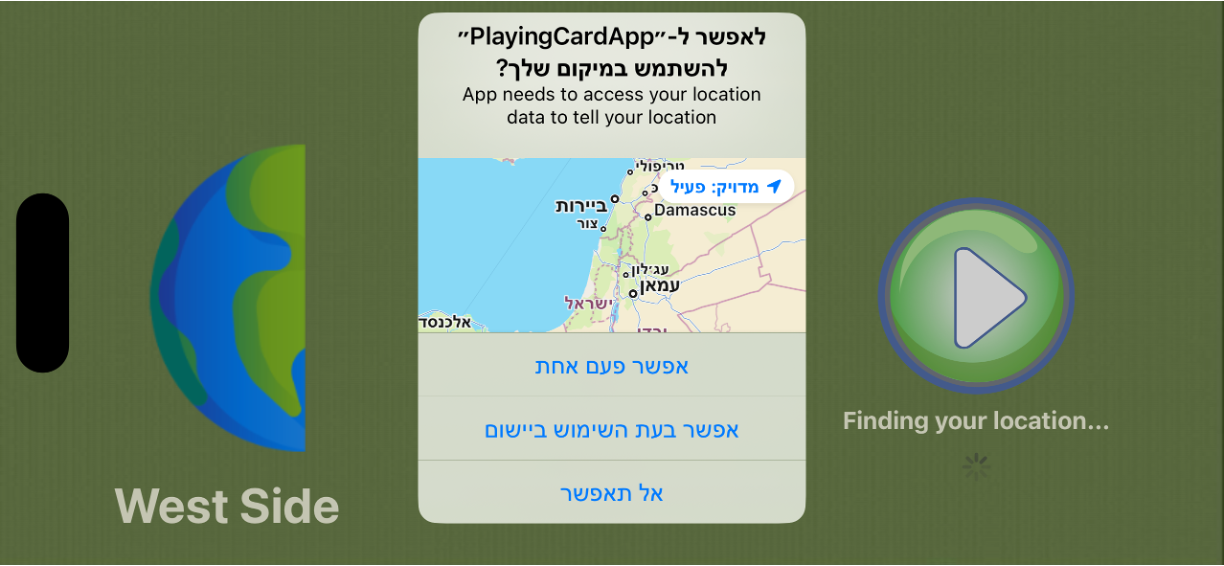 לאפשר ל-״PlayingCardApp״
להשתמש במיקום שלך?
App needs to access your location
data to tell your location
טריפולי
מדויק: פעיל
ביירות
Damascus
צור
עג׳לון
עמאן
ישראל
אלכנסד
ירדן
אפשר פעם אחת
אפשר בעת השימוש ביישום
אל תאפשר
West Side
Finding your location...